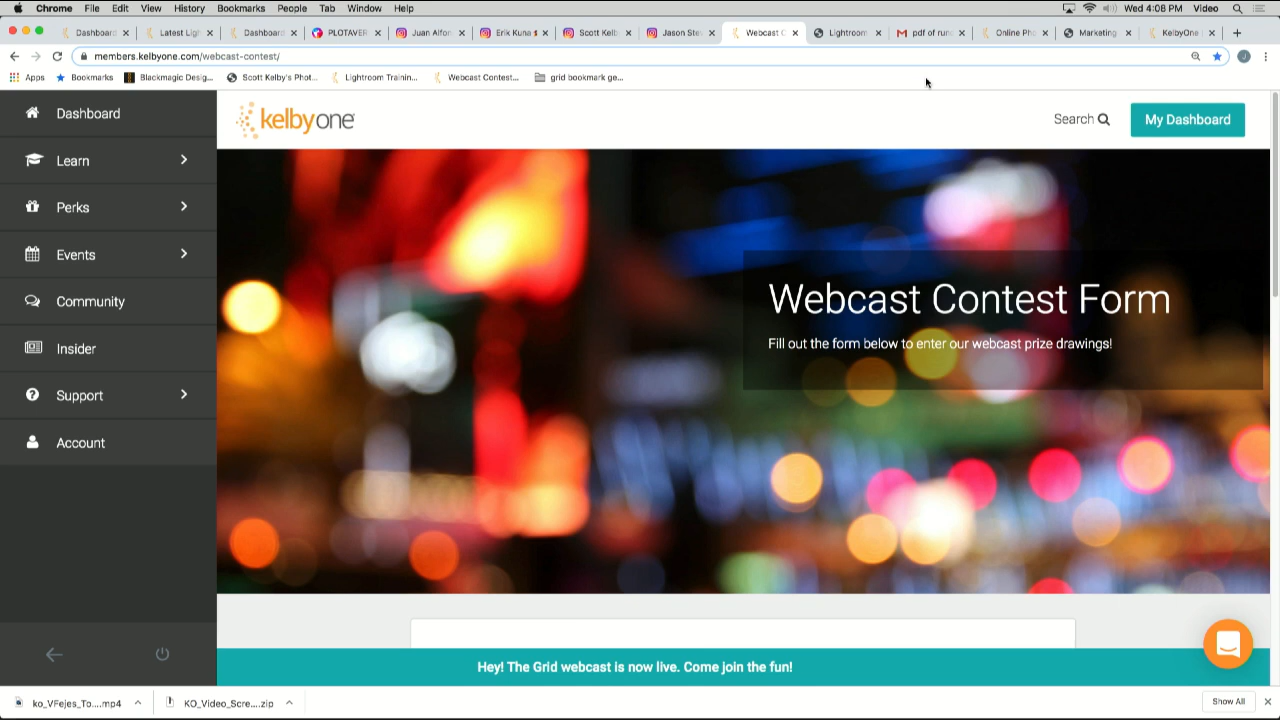 Chrome File Edit View History Bookmarks People Tab Window Help Wed 4:08 PM Video
Dashboard Latest Ligh Dashboard PLOTAVER Juan Alfon Erik Kuna Scott Kelb Jason Stev Webcast C Lightroom pdf of rund Online Pho Marketing KelbyOne
members.kelbyone.com/webcast-contest/
Apps Bookmarks Blackmagic Desig... Scott Kelby's Phot... Lightroom Trainin... Webcast Contest... grid bookmark ge...
Dashboard
Learn
Perks
Events
Community
Insider
Support
Account
kelbyone
Search
My Dashboard
Webcast Contest Form
Fill out the form below to enter our webcast prize drawings!
Hey! The Grid webcast is now live. Come join the fun!
ko_VFejes_To....mp4 KO_Video_Scre....zip Show All